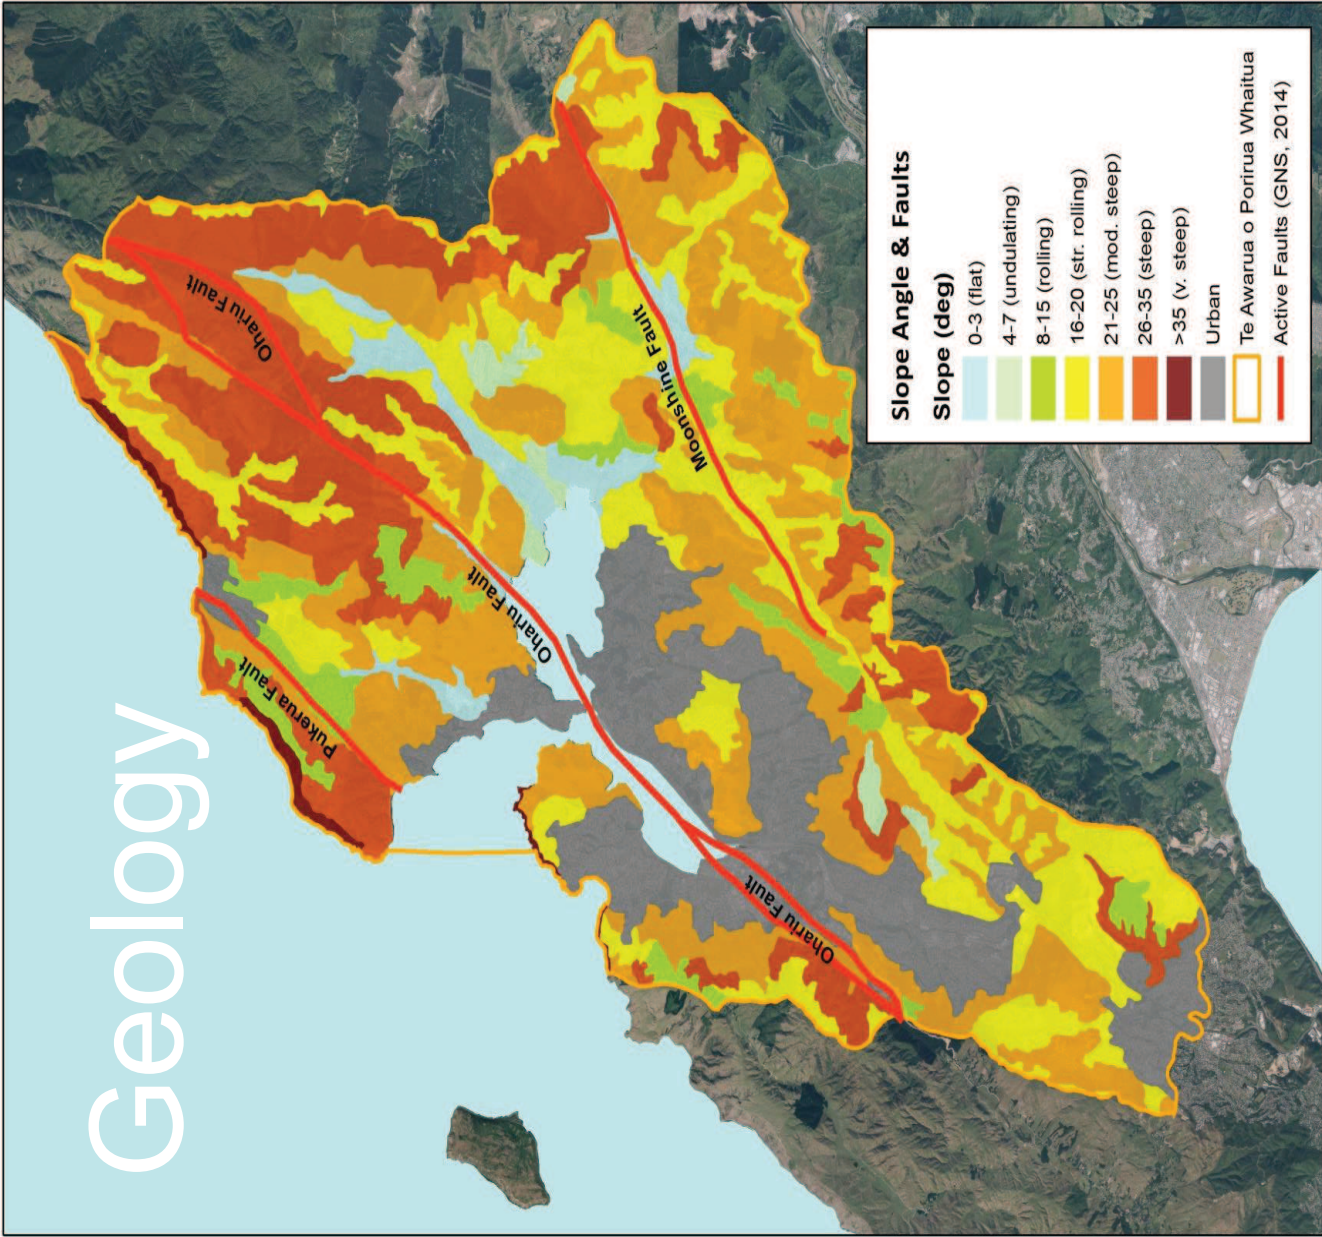 Geology
Ohariu Fault
Ohariu Fault
Pukerua Fault
Moonshine Fault
Ohariu Fault
Slope Angle & Faults
Slope (deg)
0-3 (flat)
4-7 (undulating)
8-15 (rolling)
16-20 (str. rolling)
21-25 (mod. steep)
26-35 (steep)
>35 (v. steep)
Urban
Te Awarua o Porirua Whaitua
Active Faults (GNS, 2014)